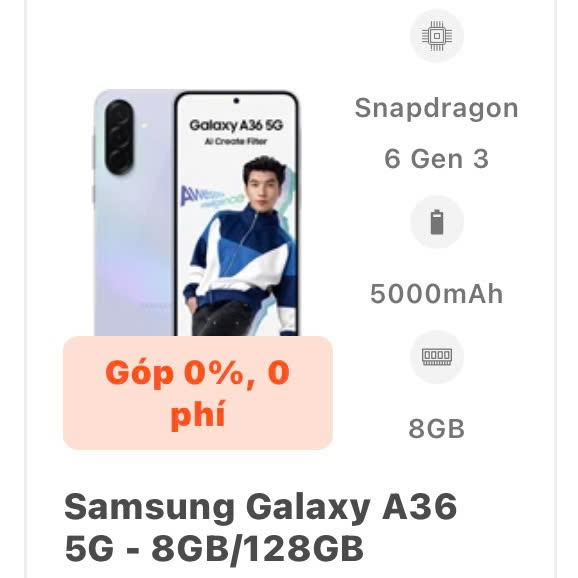 Snapdragon
6 Gen 3
Galaxy A36 5G
AI Create Filter
5000mAh
Góp 0%, 0
phí
8GB
Samsung Galaxy A36
5G - 8GB/128GB